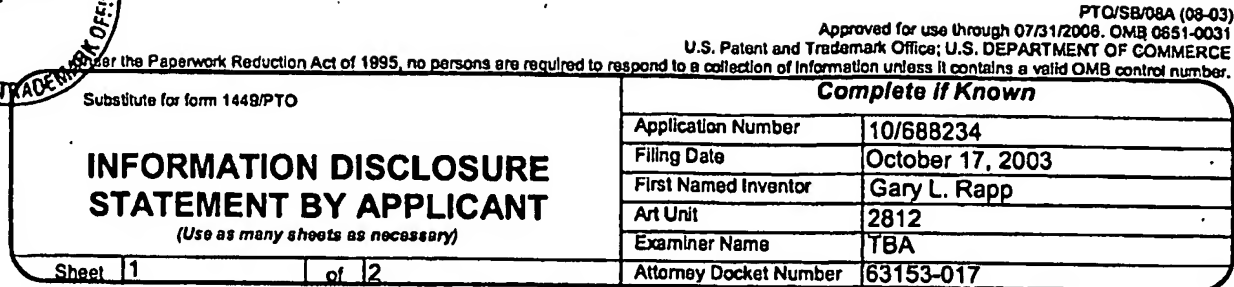 PTO/SB/08A (08-03)
Approved for use through 07/31/2006. OMB 0651-0031
U.S. Patent and Trademark Office; U.S. DEPARTMENT OF COMMERCE
Under the Paperwork Reduction Act of 1995, no persons are required to respond to a collection of information unless it contains a valid OMB control number.
TRADEMARK OFF
Substitute for form 1449/PTO
Complete if Known
INFORMATION DISCLOSURE
STATEMENT BY APPLICANT
(Use as many sheets as necessary)
Application Number 10/688234
Filing Date October 17, 2003
First Named Inventor Gary L. Rapp
Art Unit 2812
Examiner Name TBA
Sheet 1 of 2
Attorney Docket Number 63153-017